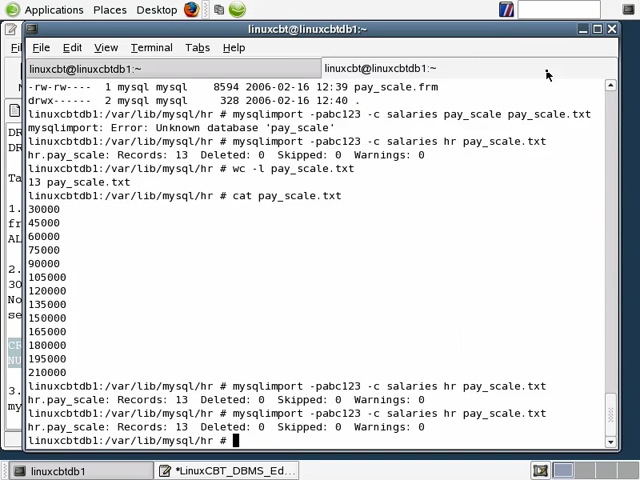 Applications Places Desktop
linuxcbt@linuxcbtdb1:~
File Edit View Terminal Tabs Help
linuxcbt@linuxcbtdb1:~ linuxcbt@linuxcbtdb1:~
-rw-rw---- 1 mysql mysql 8594 2006-02-16 12:39 pay_scale.frm
drwx------ 2 mysql mysql 328 2006-02-16 12:40 .
linuxcbtdb1:/var/lib/mysql/hr # mysqlimport -pabc123 -c salaries pay_scale pay_scale.txt
mysqlimport: Error: Unknown database 'pay_scale'
linuxcbtdb1:/var/lib/mysql/hr # mysqlimport -pabc123 -c salaries hr pay_scale.txt
hr.pay_scale: Records: 13 Deleted: 0 Skipped: 0 Warnings: 0
linuxcbtdb1:/var/lib/mysql/hr # wc -l pay_scale.txt
13 pay_scale.txt
linuxcbtdb1:/var/lib/mysql/hr # cat pay_scale.txt
30000
45000
60000
75000
90000
105000
120000
135000
150000
165000
180000
195000
210000
linuxcbtdb1:/var/lib/mysql/hr # mysqlimport -pabc123 -c salaries hr pay_scale.txt
hr.pay_scale: Records: 13 Deleted: 0 Skipped: 0 Warnings: 0
linuxcbtdb1:/var/lib/mysql/hr # mysqlimport -pabc123 -c salaries hr pay_scale.txt
hr.pay_scale: Records: 13 Deleted: 0 Skipped: 0 Warnings: 0
linuxcbtdb1:/var/lib/mysql/hr #
linuxcbtdb1 *LinuxCBT_DBMS_Ed...